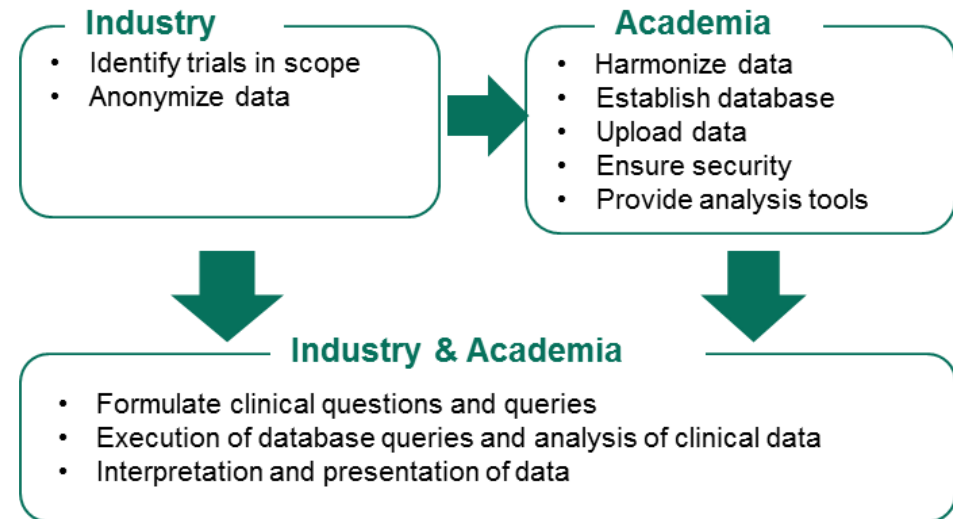 Industry
• Identify trials in scope
• Anonymize data
Academia
• Harmonize data
• Establish database
• Upload data
• Ensure security
• Provide analysis tools
Industry & Academia
• Formulate clinical questions and queries
• Execution of database queries and analysis of clinical data
• Interpretation and presentation of data